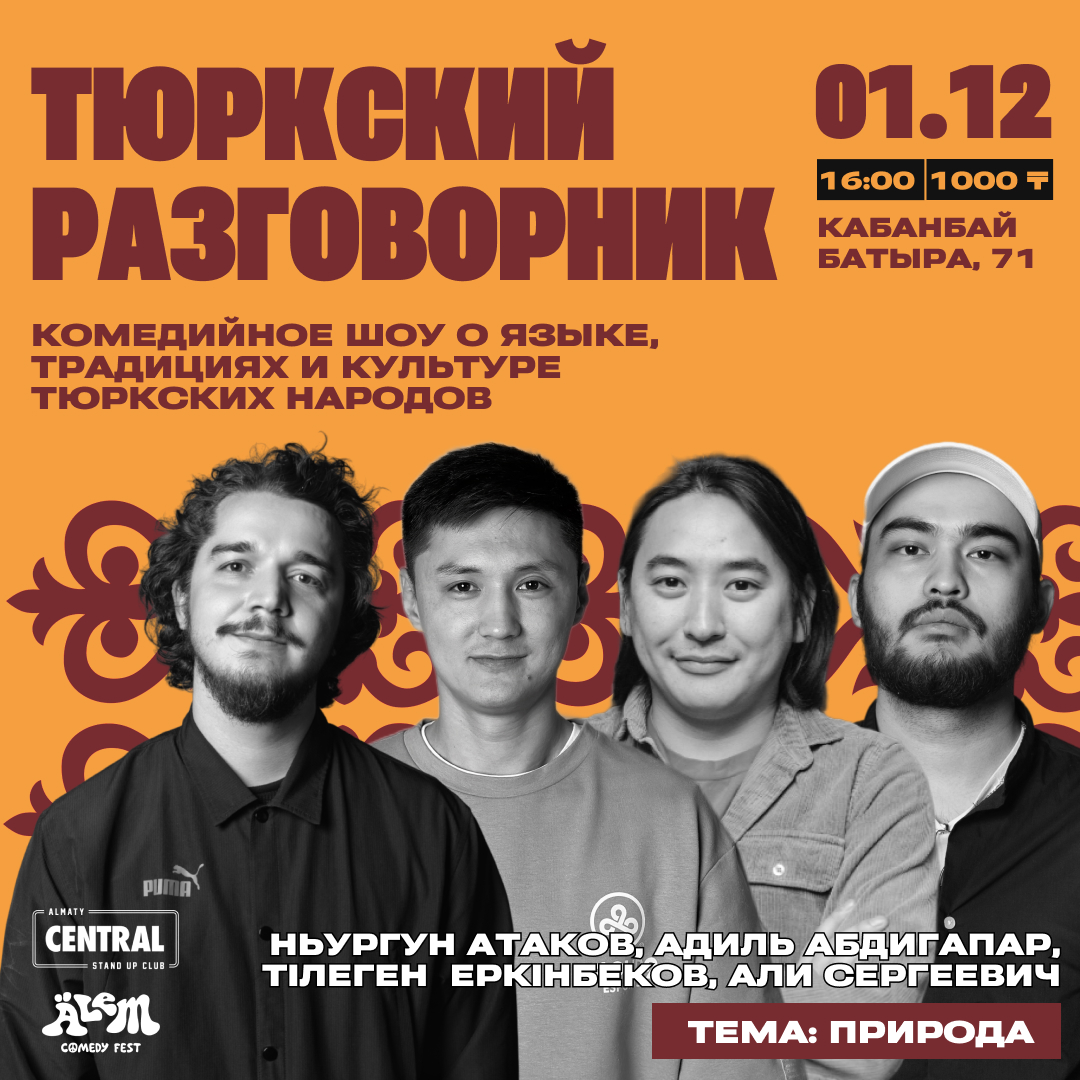 ТЮРКСКИЙ
РАЗГОВОРНИК
01.12
16:00 1000 ₸
КАБАНБАЙ
БАТЫРА, 71
КОМЕДИЙНОЕ ШОУ О ЯЗЫКЕ,
ТРАДИЦИЯХ И КУЛЬТУРЕ
ТЮРКСКИХ НАРОДОВ
PUMA
ALMATY
CENTRAL
STAND UP CLUB
ÄLEM
COMEDY FEST
НЬУРГУН АТАКОВ, АДИЛЬ АБДИГАПАР,
ТІЛЕГЕН ЕРКІНБЕКОВ, АЛИ СЕРГЕЕВИЧ
ТЕМА: ПРИРОДА